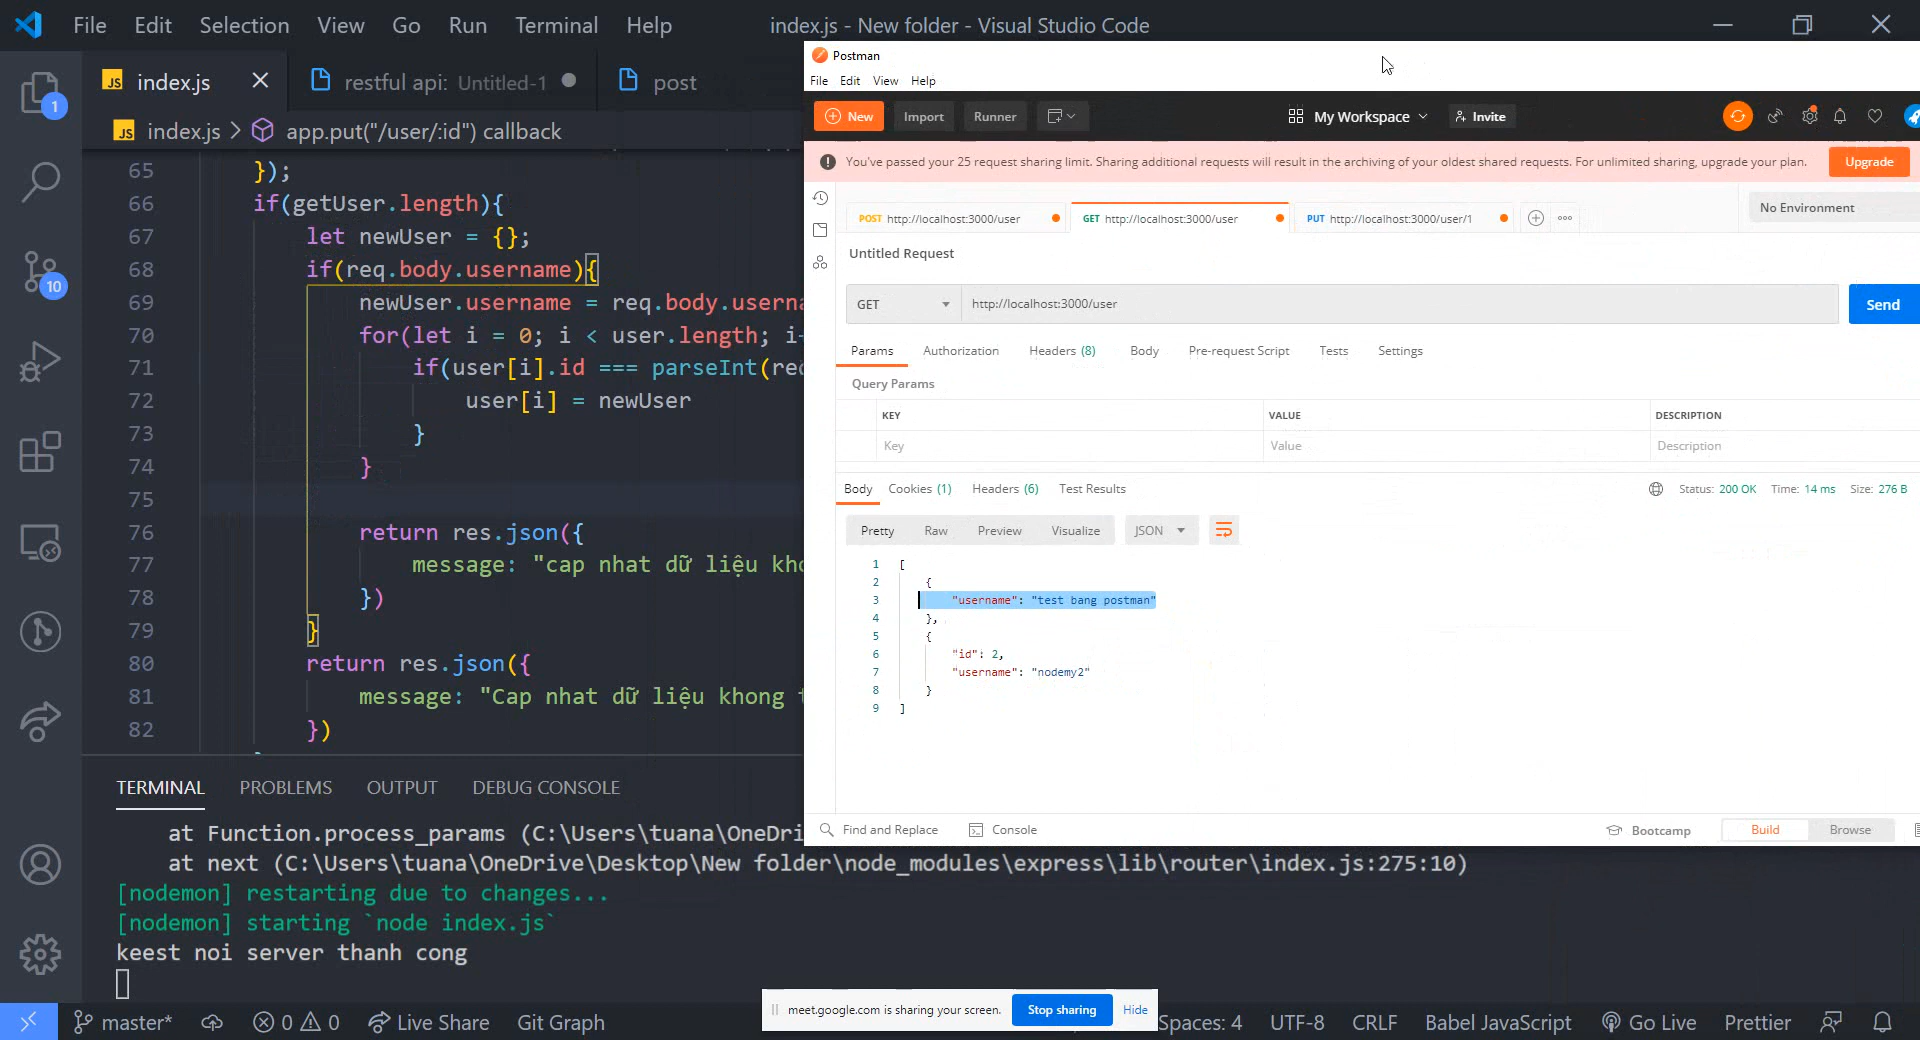 File Edit Selection View Go Run Terminal Help index.js - New folder - Visual Studio Code
index.js restful api: Untitled-1 post
index.js > app.put("/user/:id") callback
65 });
66 if(getUser.length){
67 let newUser = {};
68 if(req.body.username){
69 newUser.username = req.body.userna
70 for(let i = 0; i < user.length; i
71 if(user[i].id === parseInt(re
72 user[i] = newUser
73 }
74 }
75
76 return res.json({
77 message: "cap nhat dữ liệu kh
78 })
79 }
80 return res.json({
81 message: "Cap nhat dữ liệu khong
82 })
1
10
TERMINAL PROBLEMS OUTPUT DEBUG CONSOLE
at Function.process_params (C:\Users\tuana\OneDri
at next (C:\Users\tuana\OneDrive\Desktop\New folder\node_modules\express\lib\router\index.js:275:10)
[nodemon] restarting due to changes...
[nodemon] starting `node index.js`
keest noi server thanh cong
master* 0 0 Live Share Git Graph
Spaces: 4 UTF-8 CRLF Babel JavaScript Go Live Prettier
meet.google.com is sharing your screen. Stop sharing Hide
Postman
File Edit View Help
New Import Runner My Workspace Invite
You've passed your 25 request sharing limit. Sharing additional requests will result in the archiving of your oldest shared requests. For unlimited sharing, upgrade your plan. Upgrade
POST http://localhost:3000/user GET http://localhost:3000/user PUT http://localhost:3000/user/1 No Environment
Untitled Request
GET http://localhost:3000/user Send
Params Authorization Headers (8) Body Pre-request Script Tests Settings
Query Params
KEY VALUE DESCRIPTION
Key Value Description
Body Cookies (1) Headers (6) Test Results Status: 200 OK Time: 14 ms Size: 276 B
Pretty Raw Preview Visualize JSON
1 [
2 {
3 "username": "test bang postman"
4 },
5 {
6 "id": 2,
7 "username": "nodemy2"
8 }
9 ]
Find and Replace Console Bootcamp Build Browse